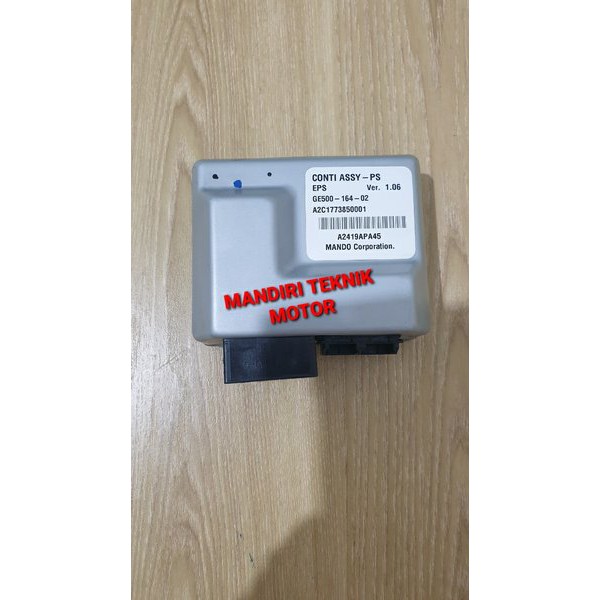 CONTI ASSY-PS
EPS Ver. 1.06
GE500-164-02
A2C1773850001
A2419APA45
MANDO Corporation.
MANDIRI TEKNIK
MOTOR